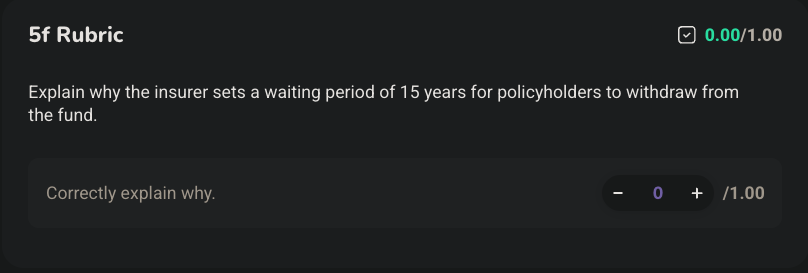 5f Rubric
0.00/1.00
Explain why the insurer sets a waiting period of 15 years for policyholders to withdraw from
the fund.
Correctly explain why.
− 0 + /1.00